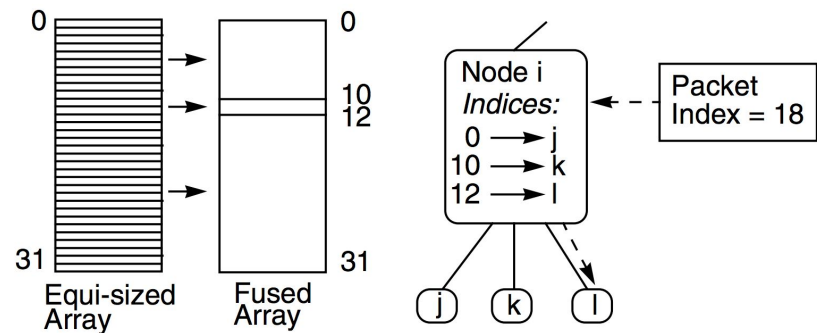 0
31
Equi-sized
Array
0
10
12
31
Fused
Array
Node i
Indices:
0 j
10 k
12 l
Packet
Index = 18
j
k
l